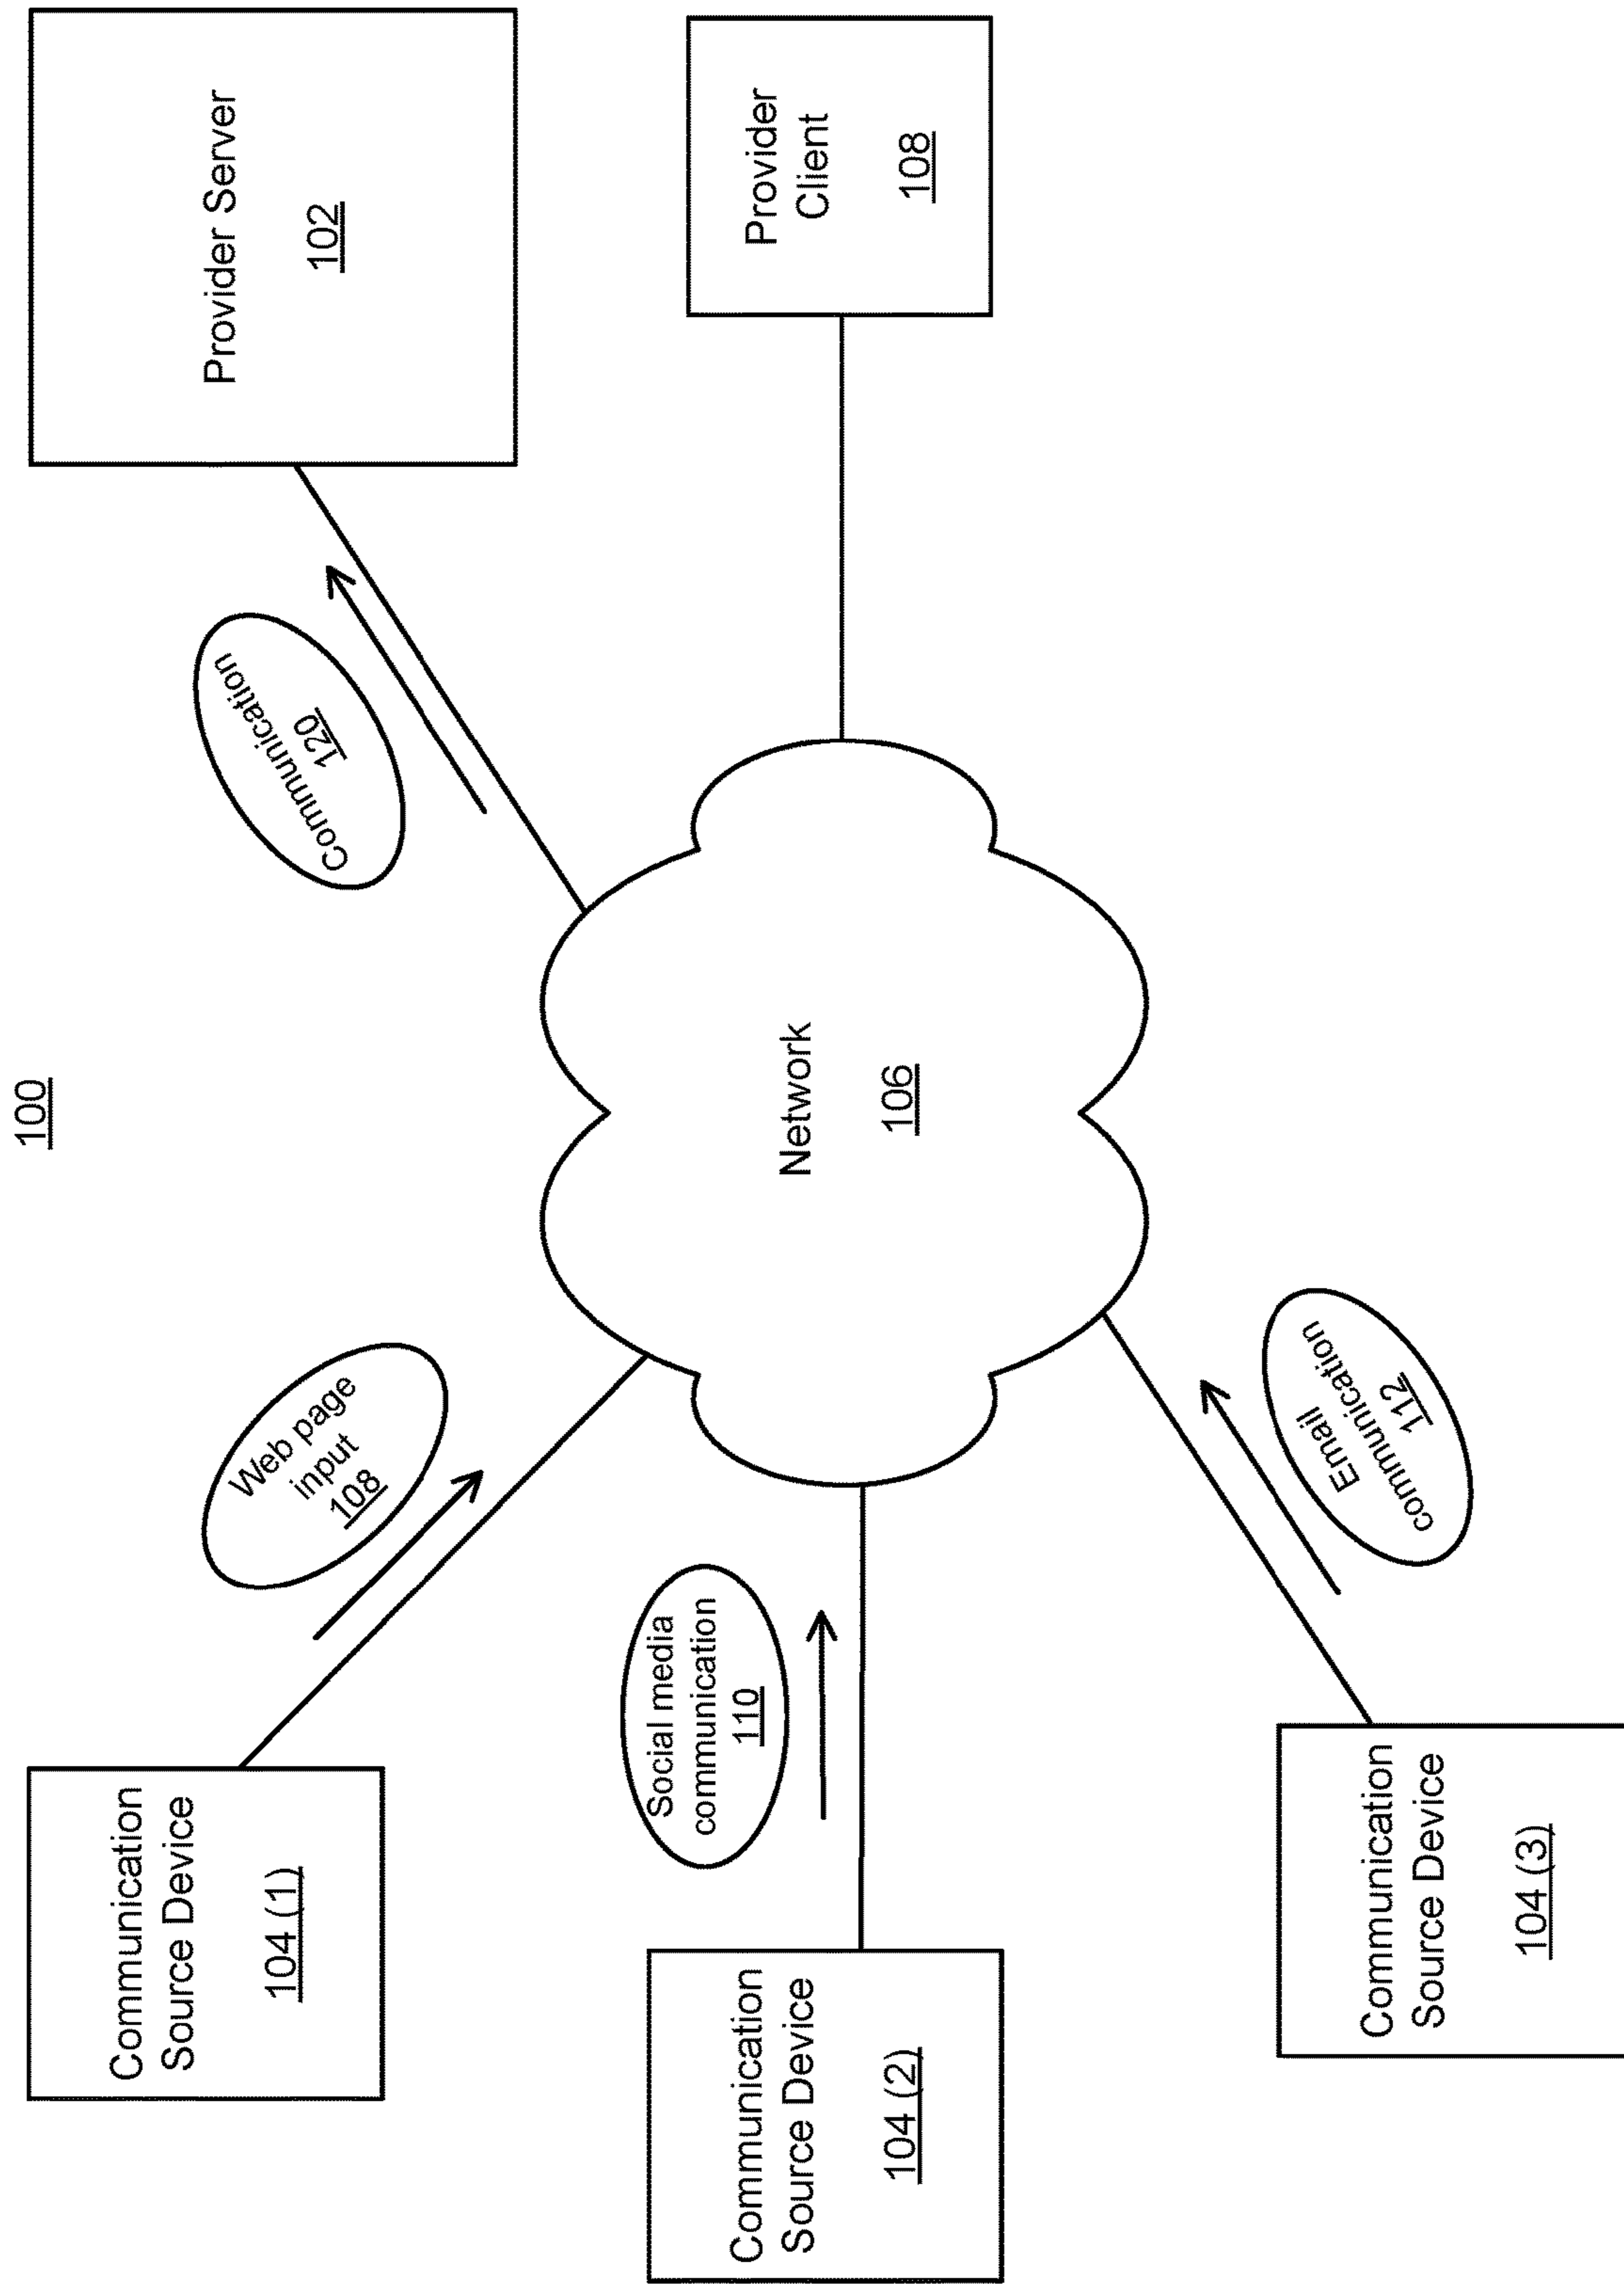 100
Communication
Source Device
104 (1)
Web page
input
108
Communication
120
Provider Server
102
Communication
Source Device
104 (2)
Social media
communication
110
Network
106
Provider
Client
108
Communication
Source Device
104 (3)
Email
communication
112